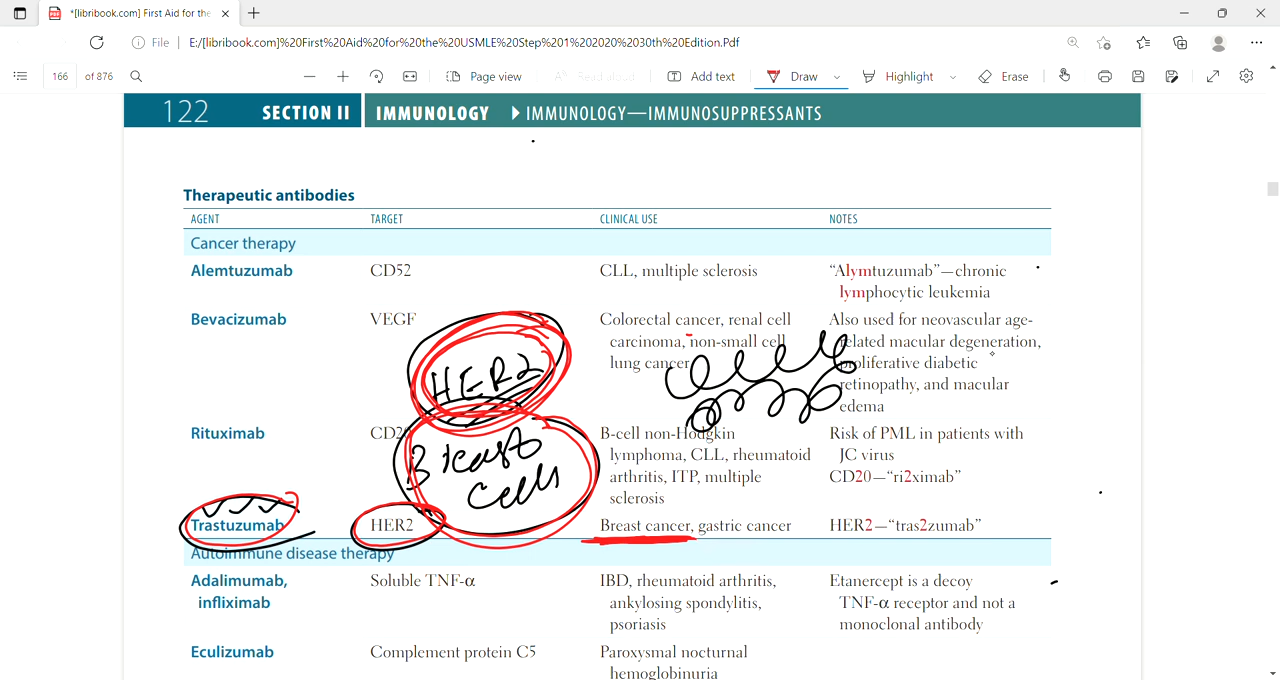 *[libribook.com] First Aid for the
File E:/[libribook.com]%20First%20Aid%20for%20the%20USMLE%20Step%201%202020%2030th%20Edition.Pdf
166 of 876 Page view Read aloud Add text Draw Highlight Erase
122 SECTION II IMMUNOLOGY ▶ IMMUNOLOGY—IMMUNOSUPPRESSANTS
Therapeutic antibodies
AGENT TARGET CLINICAL USE NOTES
Cancer therapy
Alemtuzumab CD52 CLL, multiple sclerosis “Alymtuzumab”—chronic
lymphocytic leukemia
Bevacizumab VEGF Colorectal cancer, renal cell Also used for neovascular age-
carcinoma, non-small cell related macular degeneration,
lung cancer proliferative diabetic
HER2 retinopathy, and macular
edema
Rituximab CD20 B-cell non-Hodgkin Risk of PML in patients with
Breast lymphoma, CLL, rheumatoid JC virus
cells arthritis, ITP, multiple CD20—“ri2ximab”
sclerosis
Trastuzumab HER2 Breast cancer, gastric cancer HER2—“tras2zumab”
Autoimmune disease therapy
Adalimumab, Soluble TNF-α IBD, rheumatoid arthritis, Etanercept is a decoy
infliximab ankylosing spondylitis, TNF-α receptor and not a
psoriasis monoclonal antibody
Eculizumab Complement protein C5 Paroxysmal nocturnal
hemoglobinuria